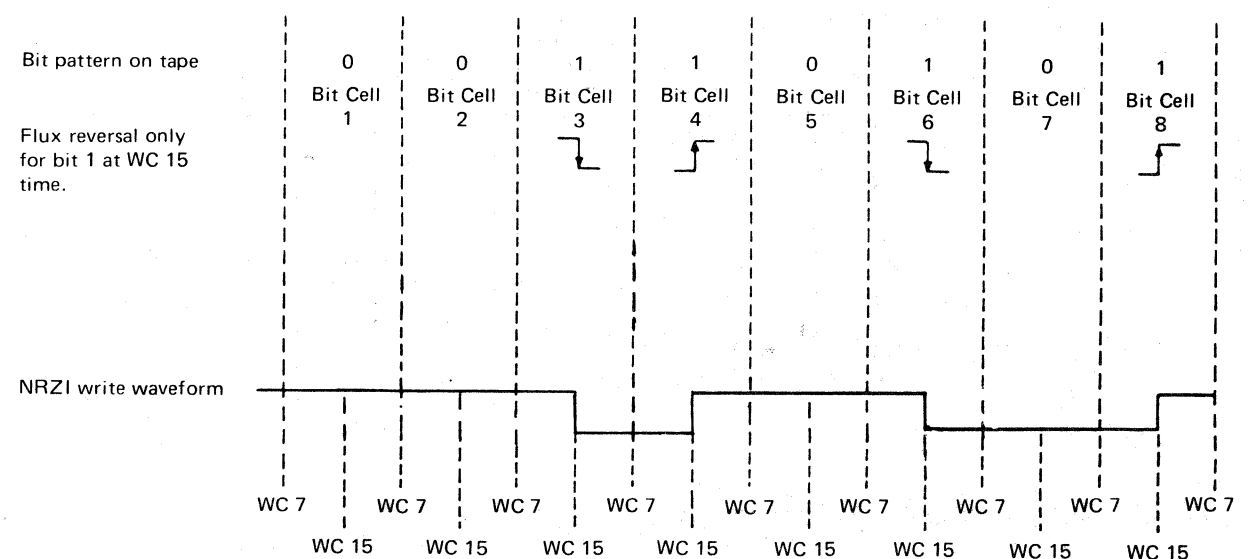 Bit pattern on tape
0 0 1 1 0 1 0 1
Bit Cell Bit Cell Bit Cell Bit Cell Bit Cell Bit Cell Bit Cell Bit Cell
1 2 3 4 5 6 7 8
Flux reversal only
for bit 1 at WC 15
time.
NRZI write waveform
WC 7 WC 7 WC 7 WC 7 WC 7 WC 7 WC 7 WC 7 WC 7
WC 15 WC 15 WC 15 WC 15 WC 15 WC 15 WC 15 WC 15